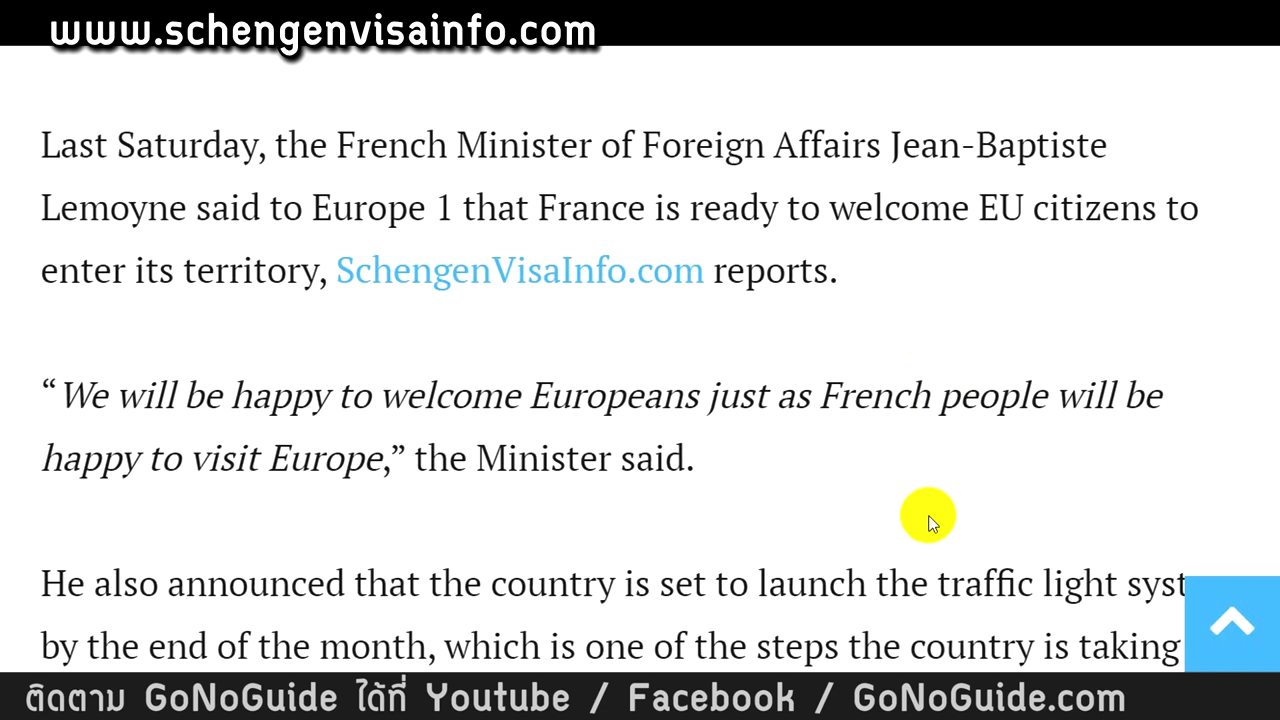 www.schengenvisainfo.com
Last Saturday, the French Minister of Foreign Affairs Jean-Baptiste
Lemoyne said to Europe 1 that France is ready to welcome EU citizens to
enter its territory, SchengenVisaInfo.com reports.
“We will be happy to welcome Europeans just as French people will be
happy to visit Europe,” the Minister said.
He also announced that the country is set to launch the traffic light syst
by the end of the month, which is one of the steps the country is taking
ติดตาม GoNoGuide ได้ที่ Youtube / Facebook / GoNoGuide.com